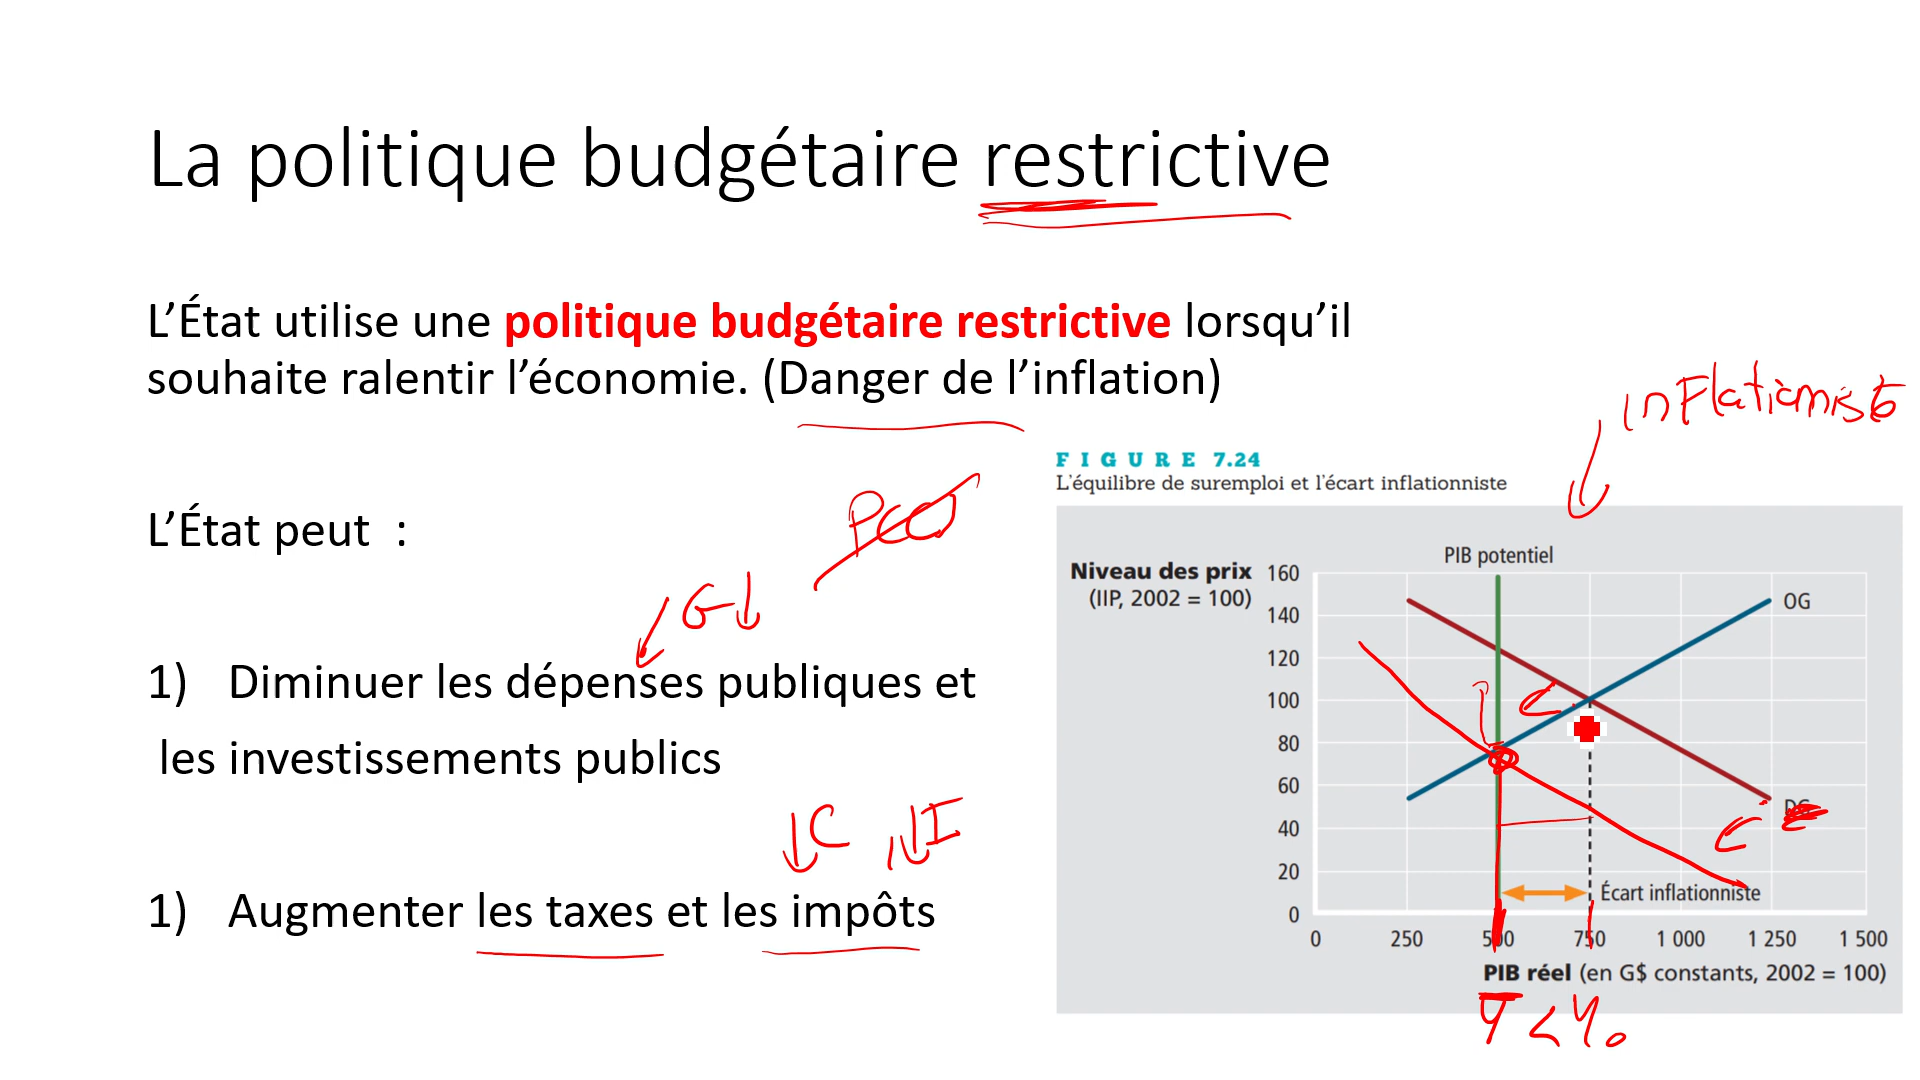 La politique budgétaire restrictive
L’État utilise une politique budgétaire restrictive lorsqu’il
souhaite ralentir l’économie. (Danger de l’inflation)
L’État peut :
G↓
1) Diminuer les dépenses publiques et
les investissements publics
↓C ↓I
1) Augmenter les taxes et les impôts
inflationniste
FIGURE 7.24
L’équilibre de suremploi et l’écart inflationniste
PIB potentiel
Niveau des prix
(IIP, 2002 = 100)
160
140
120
100
80
60
40
20
0
OG
DG
Écart inflationniste
0 250 500 750 1 000 1 250 1 500
PIB réel (en G$ constants, 2002 = 100)
Y̅ < Y₀